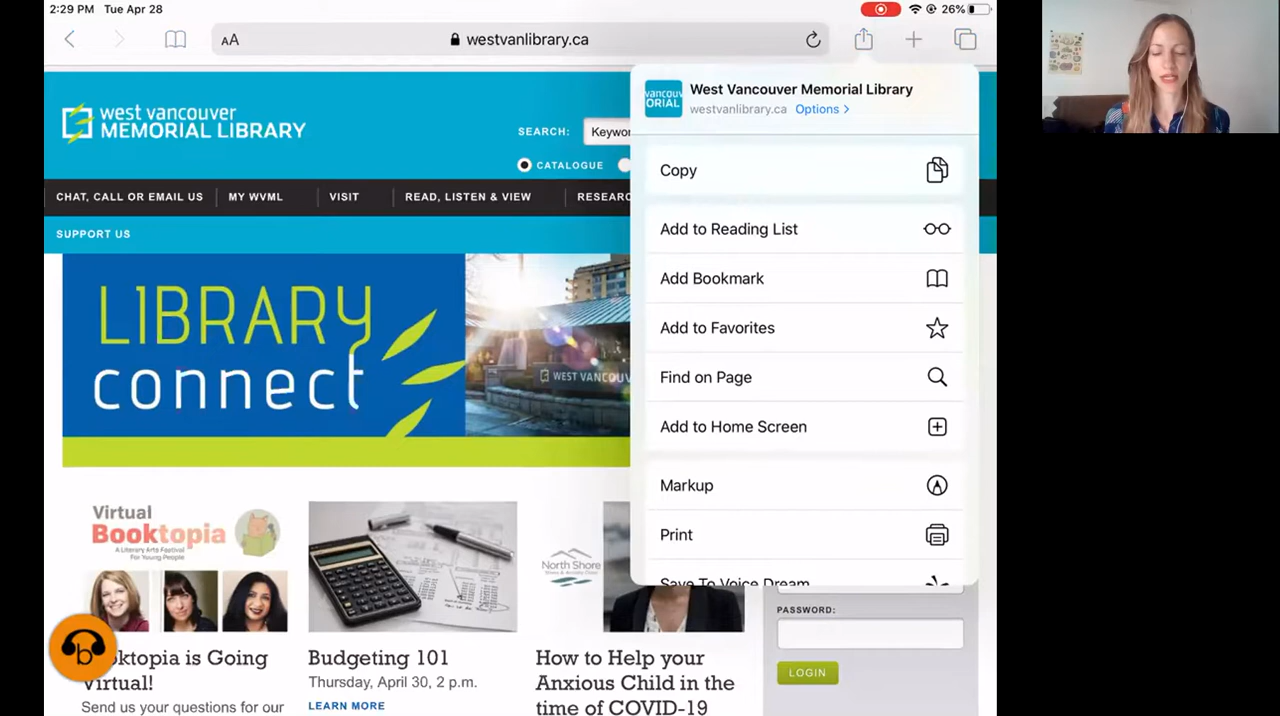 2:29 PM Tue Apr 28
26%
AA
westvanlibrary.ca
west vancouver
MEMORIAL LIBRARY
SEARCH:
CATALOGUE
CHAT, CALL OR EMAIL US
MY WVML
VISIT
READ, LISTEN & VIEW
SUPPORT US
West Vancouver Memorial Library
westvanlibrary.ca Options >
Copy
Add to Reading List
Add Bookmark
Add to Favorites
Find on Page
Add to Home Screen
Markup
Print
Save To Voice Dream
LIBRARY
connect
WEST VANCOUV
Virtual
Booktopia
A Literary Arts Festival
For Young People
North Shore
ktopia is Going
Virtual!
Send us your questions for our
Budgeting 101
Thursday, April 30, 2 p.m.
LEARN MORE
How to Help your
Anxious Child in the
time of COVID-19
PASSWORD:
LOGIN
b